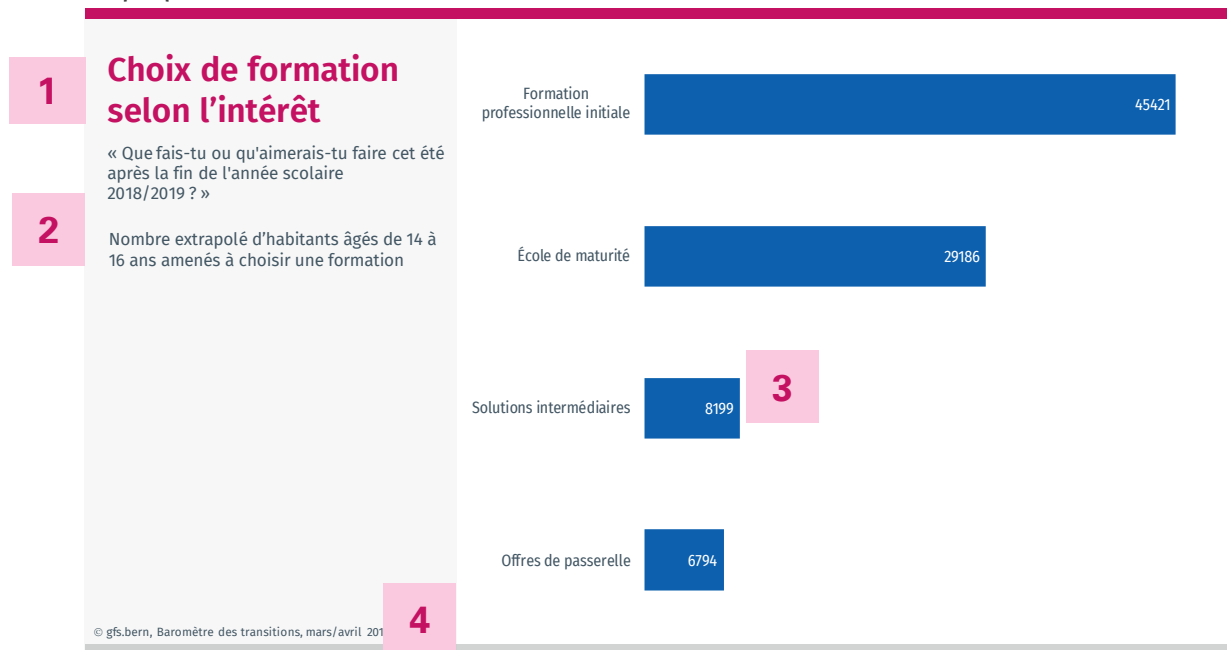 1
Choix de formation
selon l’intérêt
« Que fais-tu ou qu'aimerais-tu faire cet été
après la fin de l'année scolaire
2018/2019 ? »
2
Nombre extrapolé d’habitants âgés de 14 à
16 ans amenés à choisir une formation
Formation
professionnelle initiale
45421
École de maturité
29186
Solutions intermédiaires
8199
3
Offres de passerelle
6794
© gfs.bern, Baromètre des transitions, mars/avril
4